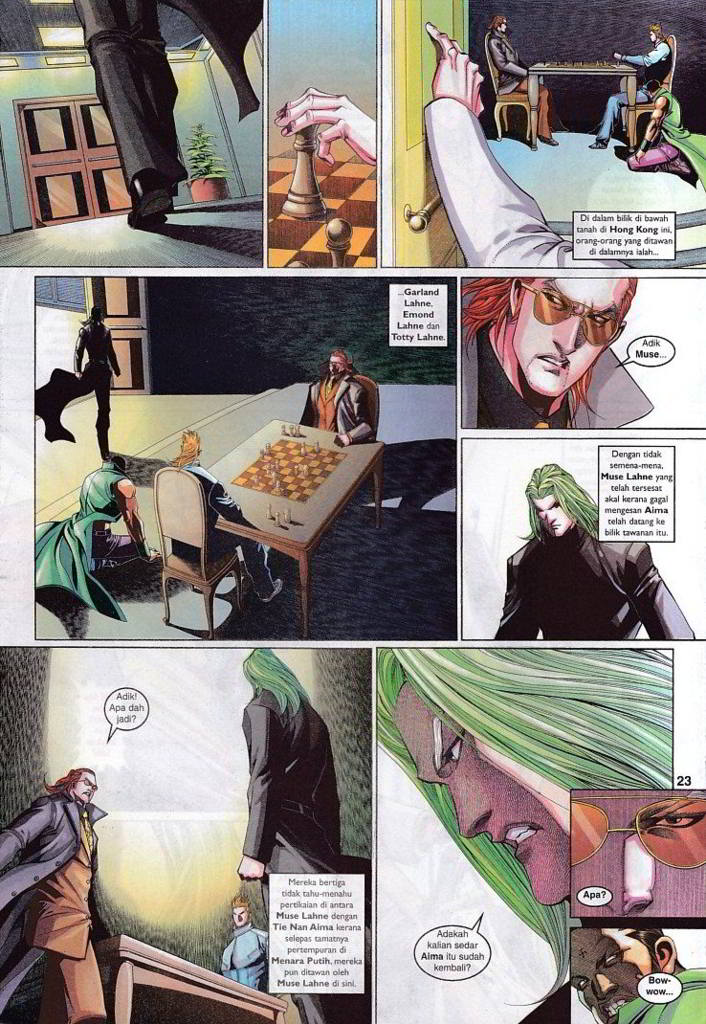 Di dalam bilik di bawah
tanah di Hong Kong ini,
orang-orang yang ditawan
di dalamnya ialah...
...Garland
Lahne,
Emond
Lahne dan
Totty Lahne.
Adik
Muse...
Dengan tidak
semena-mena,
Muse Lahne yang
telah tersesat
akal kerana gagal
mengesan Aima
telah datang ke
bilik tawanan itu.
Adik!
Apa dah
jadi?
Mereka bertiga
tidak tahu-menahu
pertikaian di antara
Muse Lahne dengan
Tie Nan Aima kerana
selepas tamatnya
pertempuran di
Menara Putih, mereka
pun ditawan oleh
Muse Lahne di sini.
Adakah
kalian sedar
Aima itu sudah
kembali?
23
Apa?
Bow-
wow...